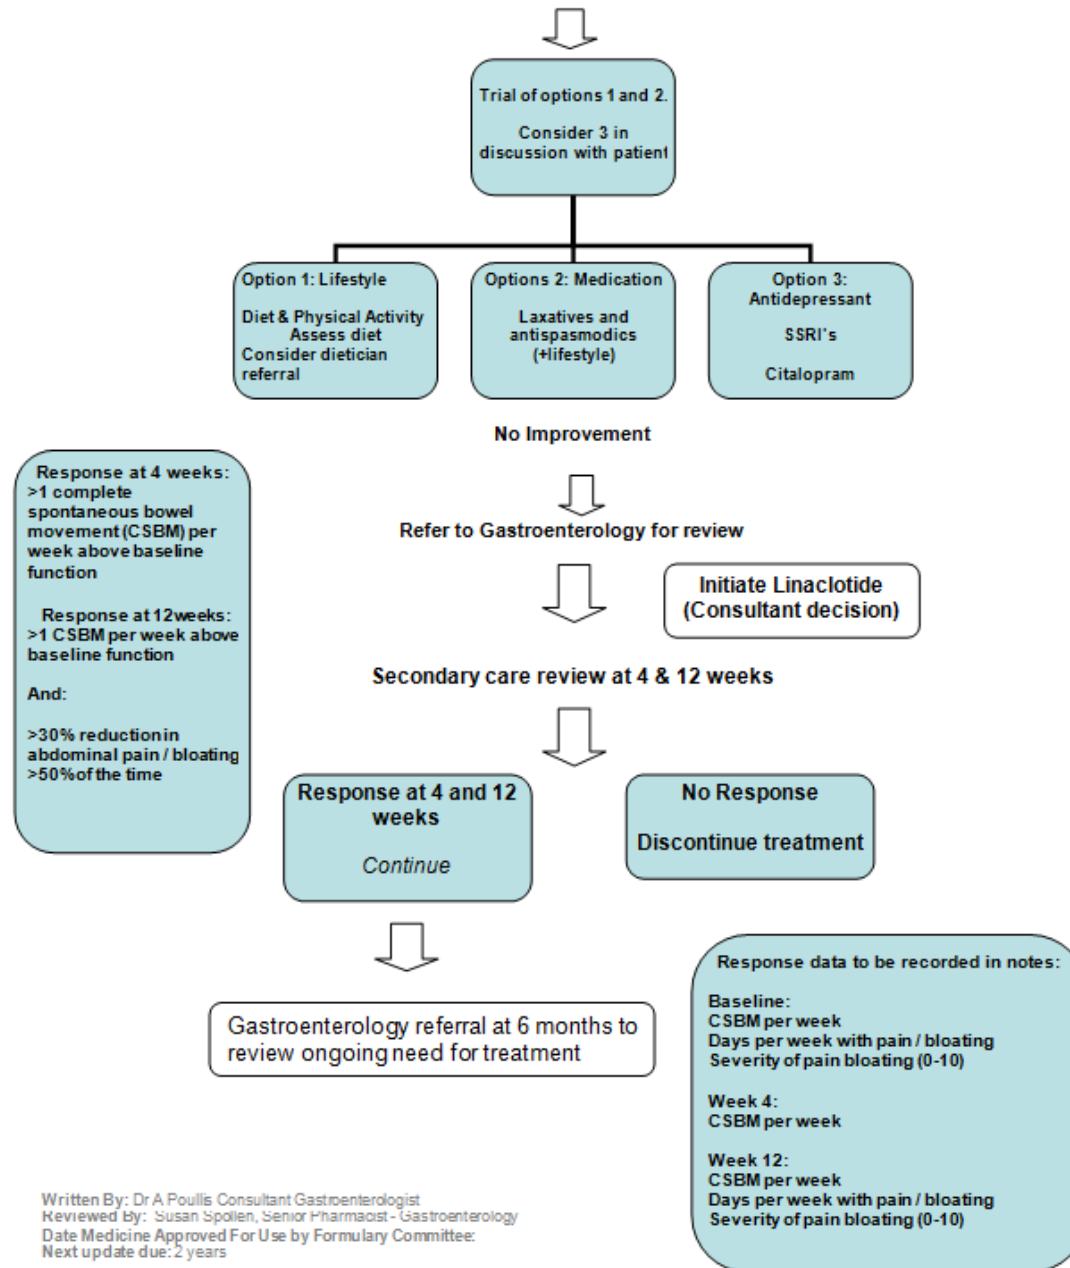 Trial of options 1 and 2.
Consider 3 in
discussion with patient
Option 1: Lifestyle
Diet & Physical Activity
Assess diet
Consider dietician
referral
Options 2: Medication
Laxatives and
antispasmodics
(+lifestyle)
Option 3:
Antidepressant
SSRI's
Citalopram
No Improvement
Response at 4 weeks:
>1 complete
spontaneous bowel
movement (CSBM) per
week above baseline
function
Response at 12weeks:
>1 CSBM per week above
baseline function
And:
>30% reduction in
abdominal pain / bloating
>50% of the time
Refer to Gastroenterology for review
Initiate Linaclotide
(Consultant decision)
Secondary care review at 4 & 12 weeks
Response at 4 and 12
weeks
Continue
No Response
Discontinue treatment
Gastroenterology referral at 6 months to
review ongoing need for treatment
Response data to be recorded in notes:
Baseline:
CSBM per week
Days per week with pain / bloating
Severity of pain bloating (0-10)
Week 4:
CSBM per week
Week 12:
CSBM per week
Days per week with pain / bloating
Severity of pain bloating (0-10)
Written By: Dr A Poullis Consultant Gastroenterologist
Reviewed By: Susan Spollen, Senior Pharmacist - Gastroenterology
Date Medicine Approved For Use by Formulary Committee:
Next update due: 2 years